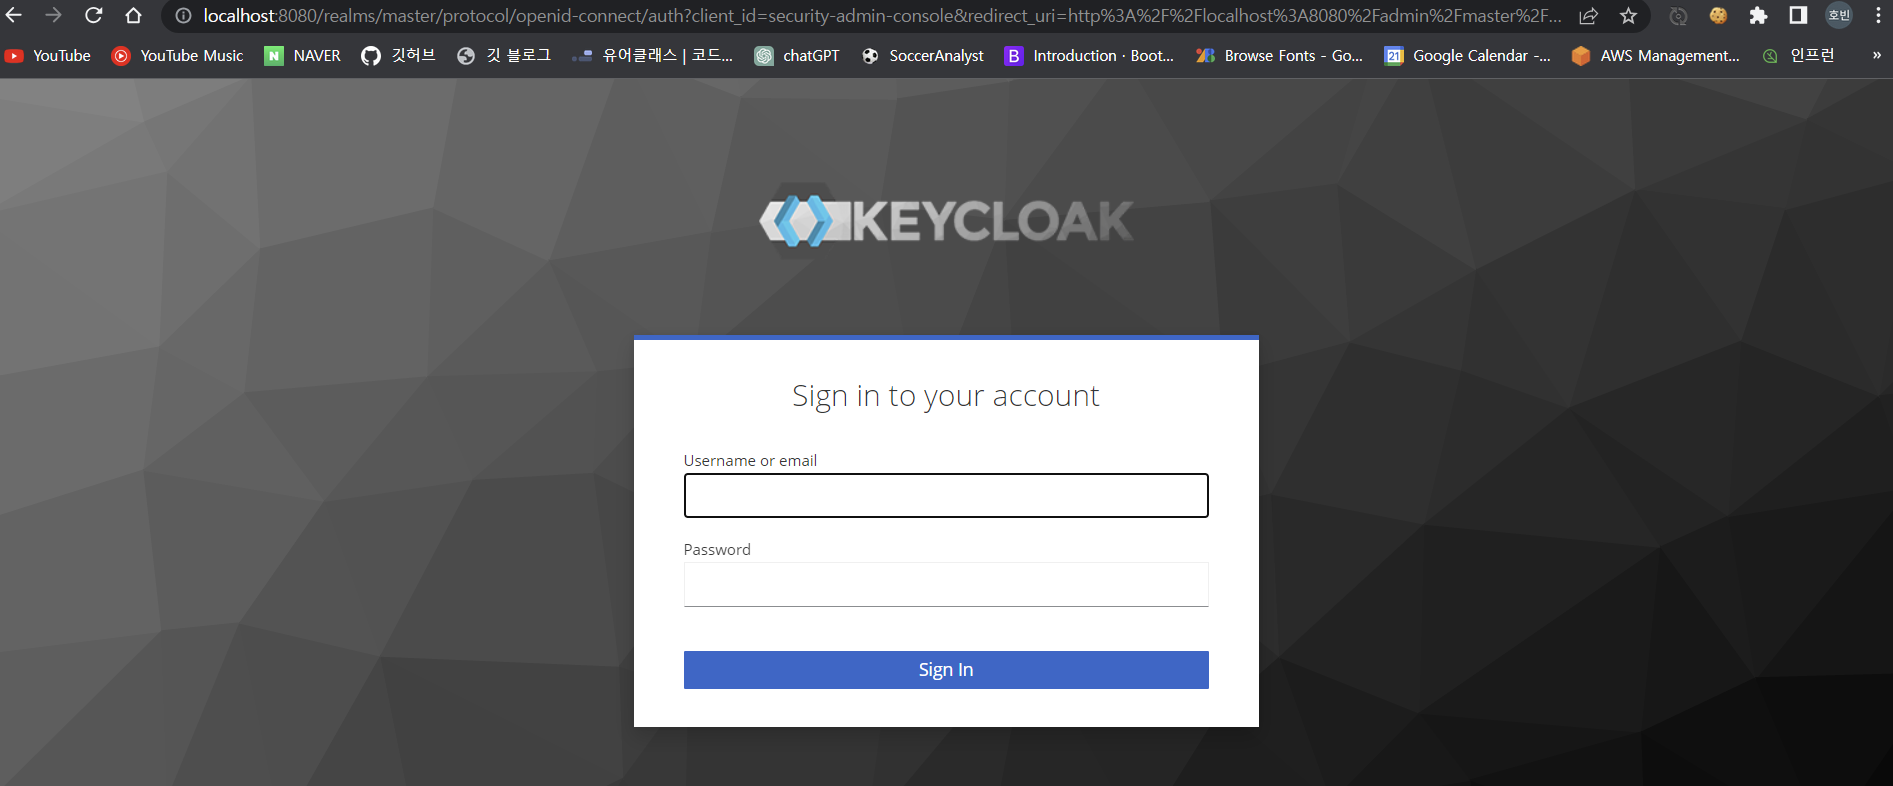 localhost:8080/realms/master/protocol/openid-connect/auth?client_id=security-admin-console&redirect_uri=http%3A%2F%2Flocalhost%3A8080%2Fadmin%2Fmaster%2F... 호빈
YouTube YouTube Music N NAVER 깃허브 깃 블로그 유어클래스 | 코드... chatGPT SoccerAnalyst B Introduction · Boot... Browse Fonts - Go... 21 Google Calendar -... AWS Management... 인프런 »
KEYCLOAK
Sign in to your account
Username or email
Password
Sign In